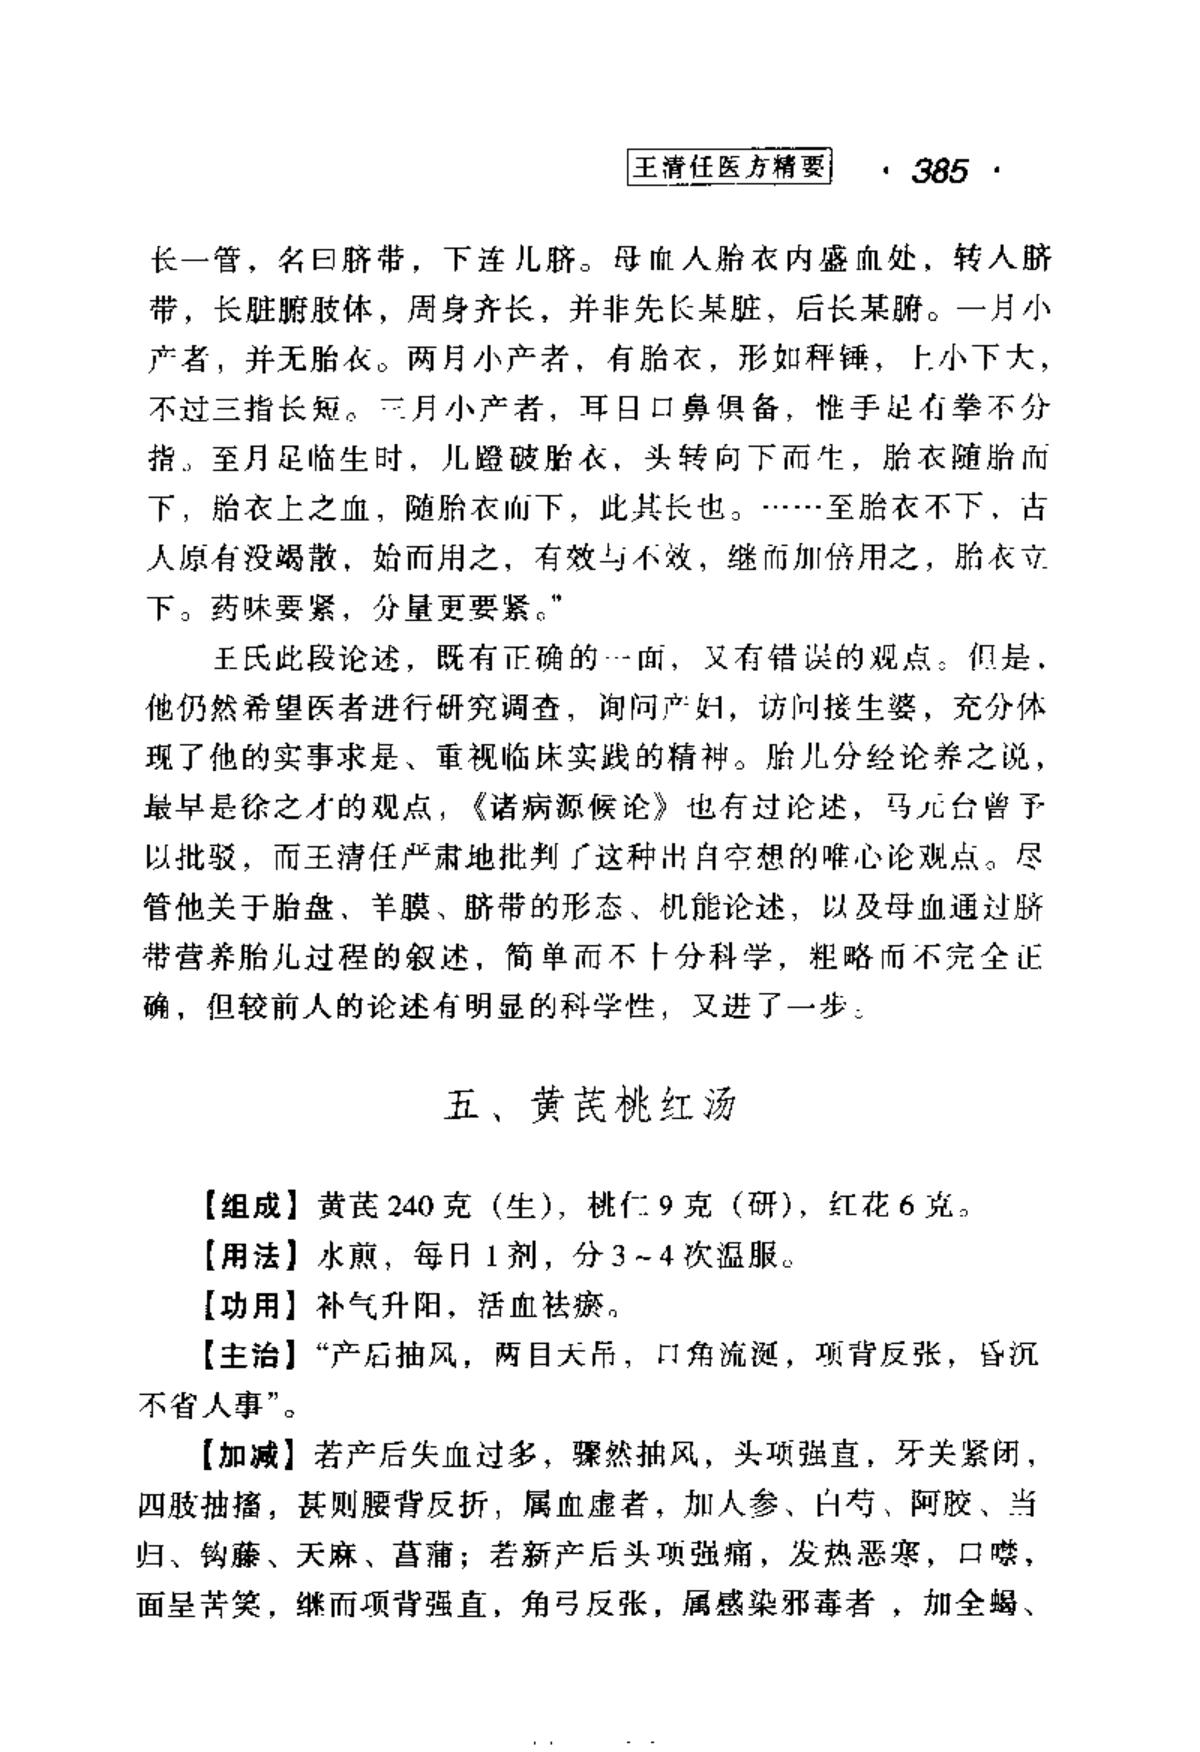 王清任医方精要 · 385 ·
长一管，名曰脐带，下连儿脐。母血入胎衣内盛血处，转入脐
带，长脏腑肢体，周身齐长，并非先长某脏，后长某腑。一月小
产者，并无胎衣。两月小产者，有胎衣，形如秤锤，上小下大，
不过三指长短。三月小产者，耳目口鼻俱备，惟手足有拳不分
指。至月足临生时，儿蹬破胎衣，头转向下而生，胎衣随胎而
下，胎衣上之血，随胎衣而下，此其长也。……至胎衣不下，古
人原有没竭散，始而用之，有效与不效，继而加倍用之，胎衣立
下。药味要紧，分量更要紧。”
王氏此段论述，既有正确的一面，又有错误的观点。但是，
他仍然希望医者进行研究调查，询问产妇，访问接生婆，充分体
现了他的实事求是、重视临床实践的精神。胎儿分经论养之说，
最早是徐之才的观点，《诸病源候论》也有过论述，马元台曾予
以批驳，而王清任严肃地批判了这种出自空想的唯心论观点。尽
管他关于胎盘、羊膜、脐带的形态、机能论述，以及母血通过脐
带营养胎儿过程的叙述，简单而不十分科学，粗略而不完全正
确，但较前人的论述有明显的科学性，又进了一步。
五、黄芪桃红汤
【组成】黄芪 240 克（生），桃仁 9 克（研），红花 6 克。
【用法】水煎，每日 1 剂，分 3～4 次温服。
【功用】补气升阳，活血祛瘀。
【主治】“产后抽风，两目天吊，口角流涎，项背反张，昏沉
不省人事”。
【加减】若产后失血过多，骤然抽风，头项强直，牙关紧闭，
四肢抽搐，甚则腰背反折，属血虚者，加人参、白芍、阿胶、当
归、钩藤、天麻、菖蒲；若新产后头项强痛，发热恶寒，口噤，
面呈苦笑，继而项背强直，角弓反张，属感染邪毒者，加全蝎、